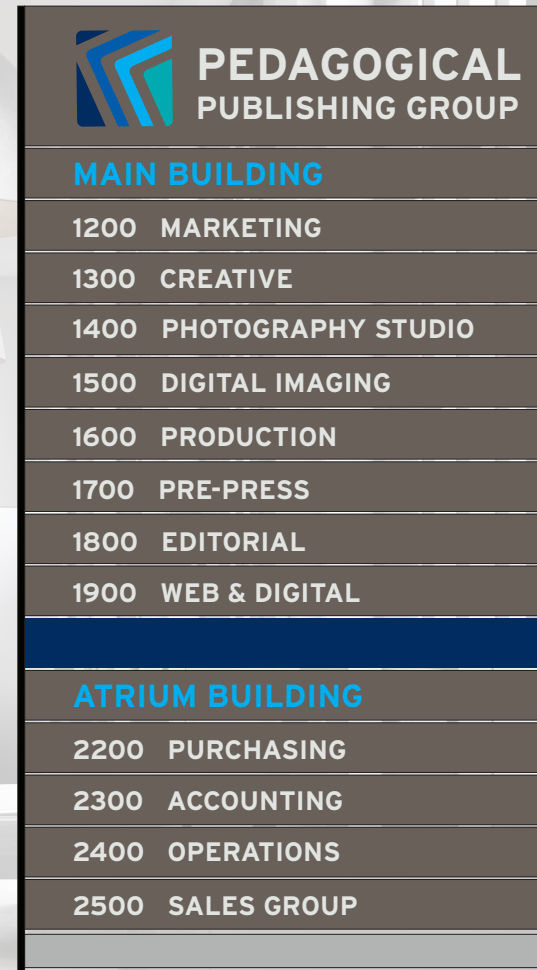 PEDAGOGICAL
PUBLISHING GROUP
MAIN BUILDING
1200 MARKETING
1300 CREATIVE
1400 PHOTOGRAPHY STUDIO
1500 DIGITAL IMAGING
1600 PRODUCTION
1700 PRE-PRESS
1800 EDITORIAL
1900 WEB & DIGITAL
ATRIUM BUILDING
2200 PURCHASING
2300 ACCOUNTING
2400 OPERATIONS
2500 SALES GROUP